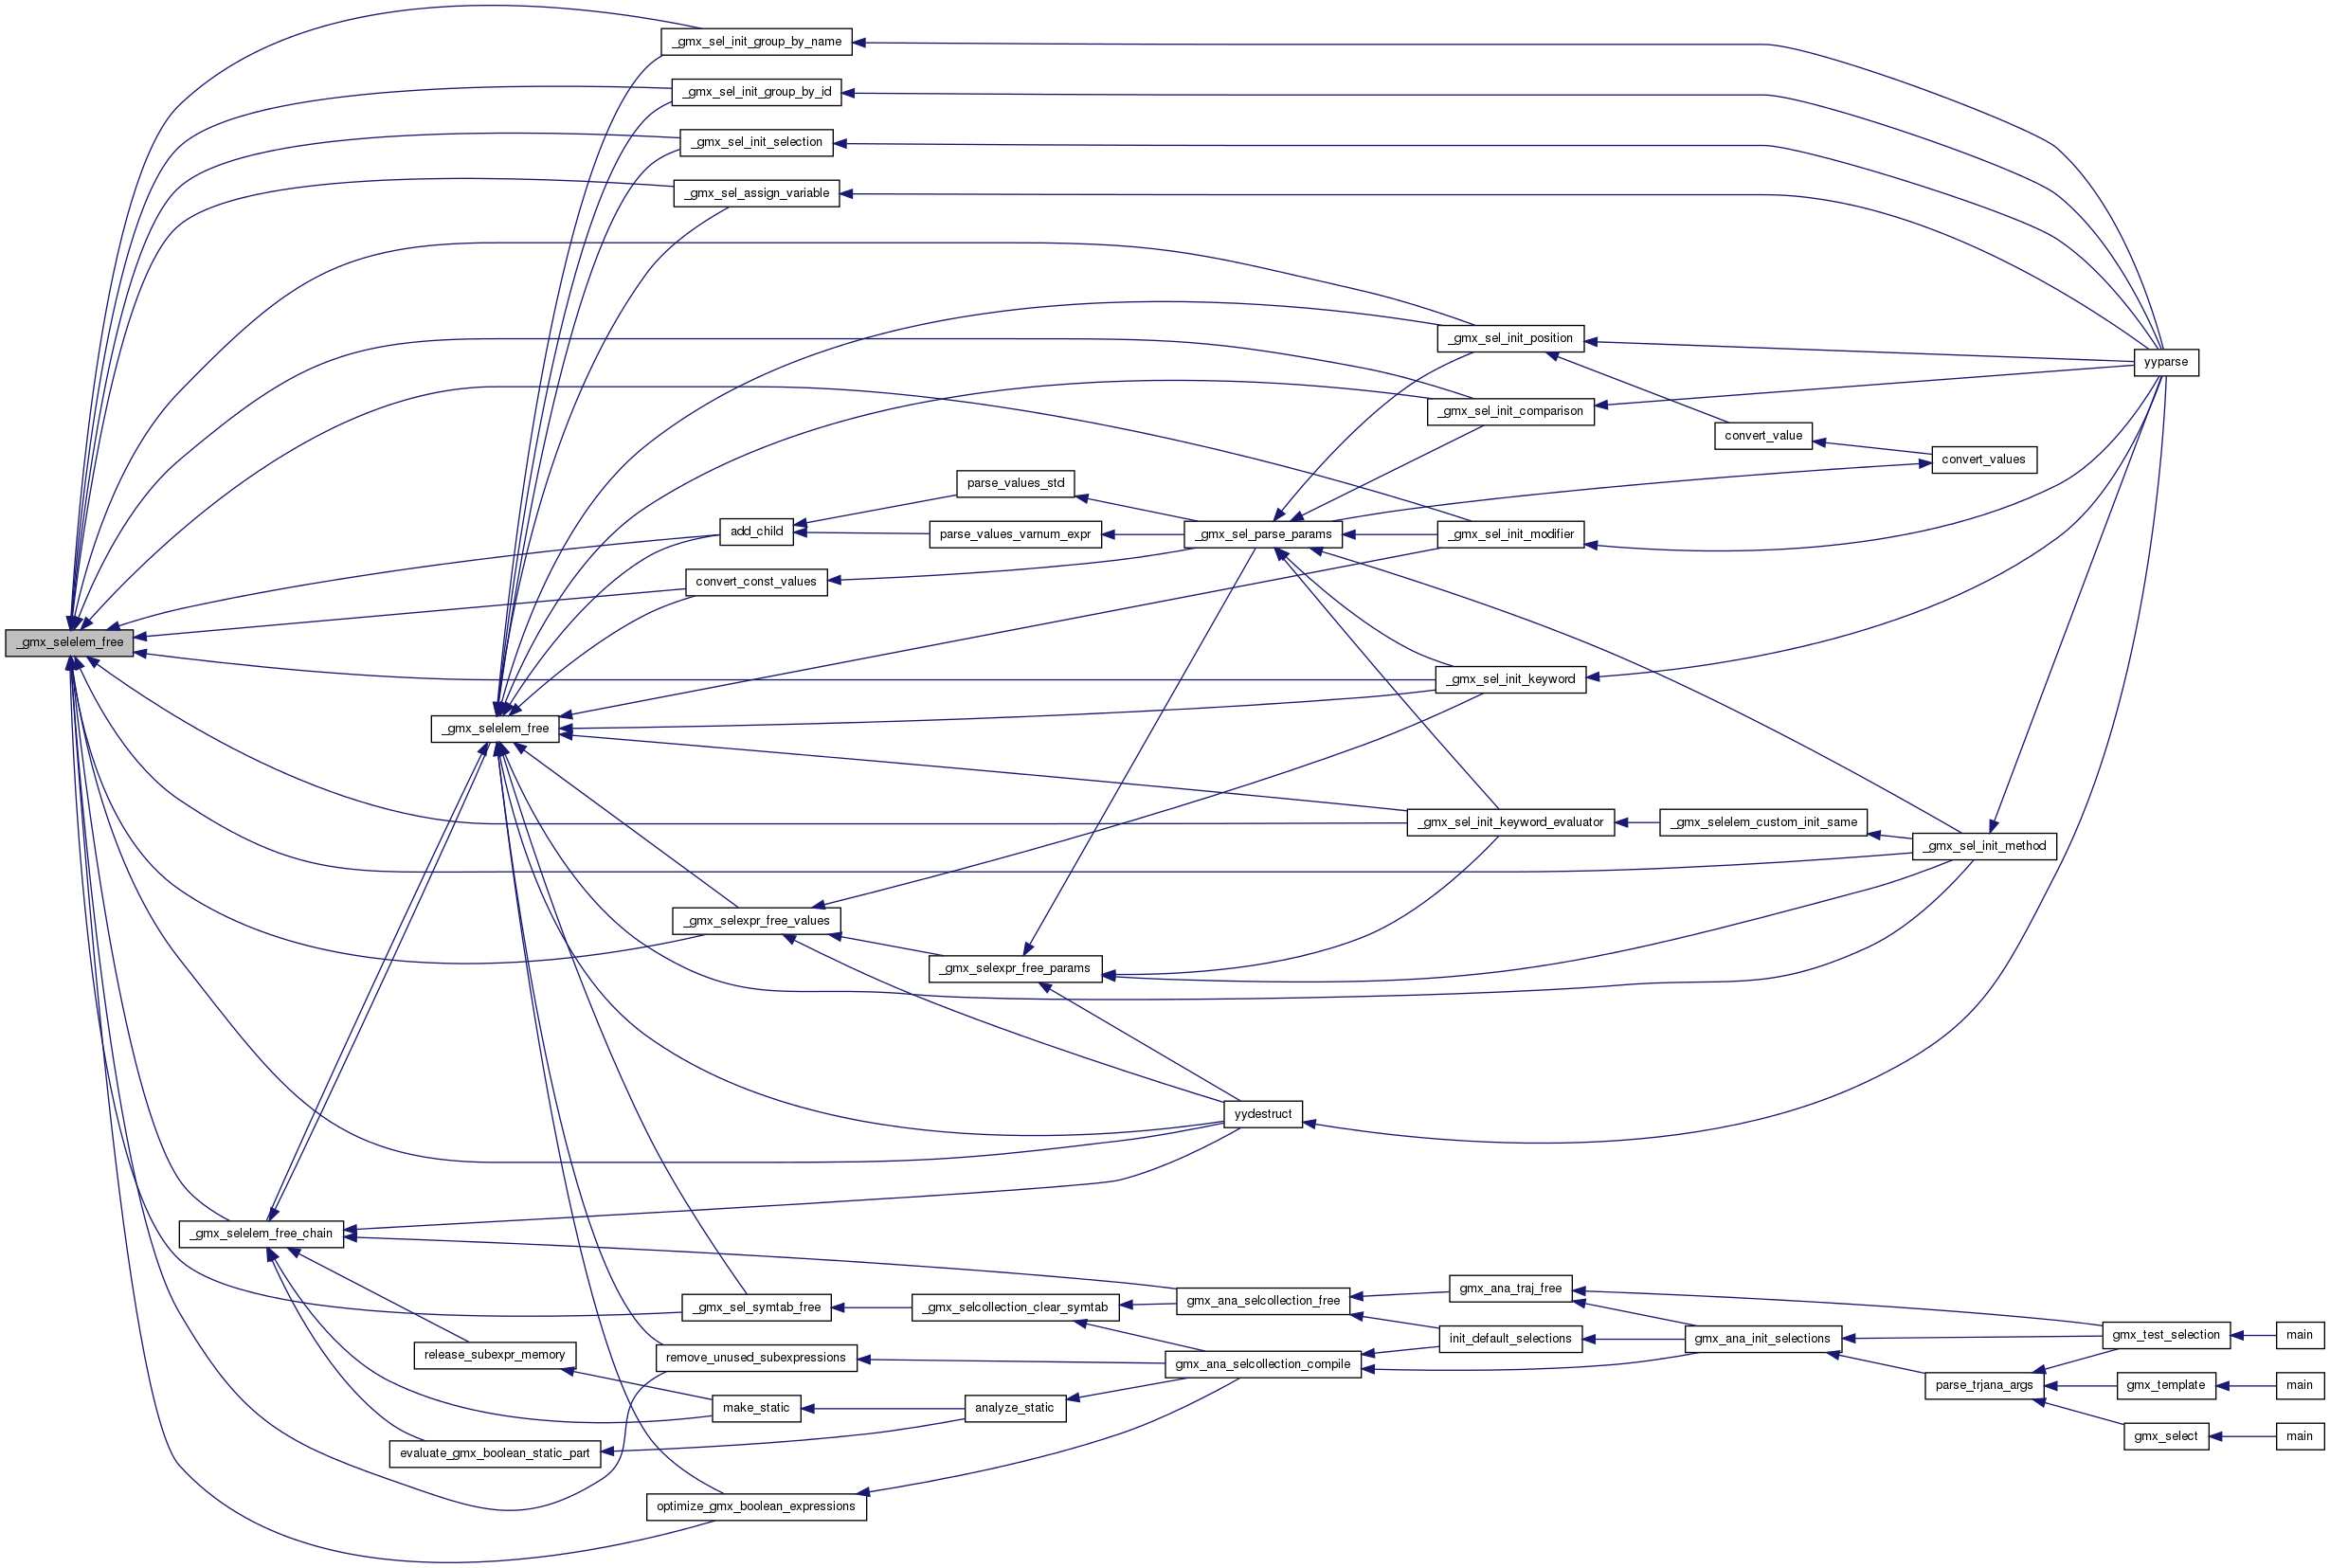 _gmx_sel_init_group_by_name
_gmx_sel_init_group_by_id
_gmx_sel_init_selection
_gmx_sel_assign_variable
_gmx_sel_init_position
yyparse
_gmx_sel_init_comparison
convert_value
convert_values
parse_values_std
add_child
parse_values_varnum_expr
_gmx_sel_parse_params
_gmx_sel_init_modifier
convert_const_values
_gmx_selelem_free
_gmx_sel_init_keyword
_gmx_selelem_free
_gmx_sel_init_keyword_evaluator
_gmx_selelem_custom_init_same
_gmx_sel_init_method
_gmx_selexpr_free_values
_gmx_selexpr_free_params
yydestruct
_gmx_selelem_free_chain
gmx_ana_traj_free
_gmx_sel_symtab_free
_gmx_selcollection_clear_symtab
gmx_ana_selcollection_free
init_default_selections
gmx_ana_init_selections
gmx_test_selection
main
release_subexpr_memory
remove_unused_subexpressions
gmx_ana_selcollection_compile
parse_trjana_args
gmx_template
main
make_static
analyze_static
gmx_select
main
evaluate_gmx_boolean_static_part
optimize_gmx_boolean_expressions